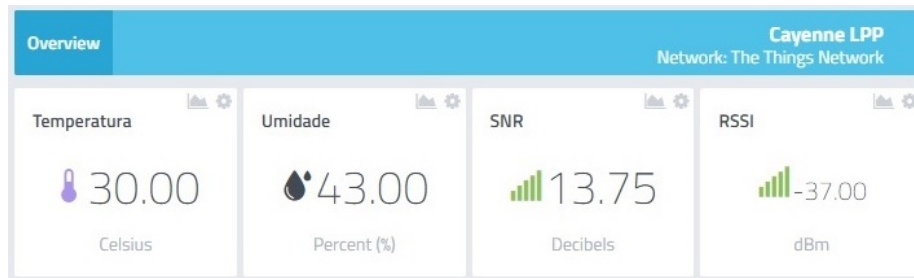 Overview
Cayenne LPP
Network: The Things Network
Temperatura
30.00
Celsius
Umidade
43.00
Percent (%)
SNR
13.75
Decibels
RSSI
-37.00
dBm